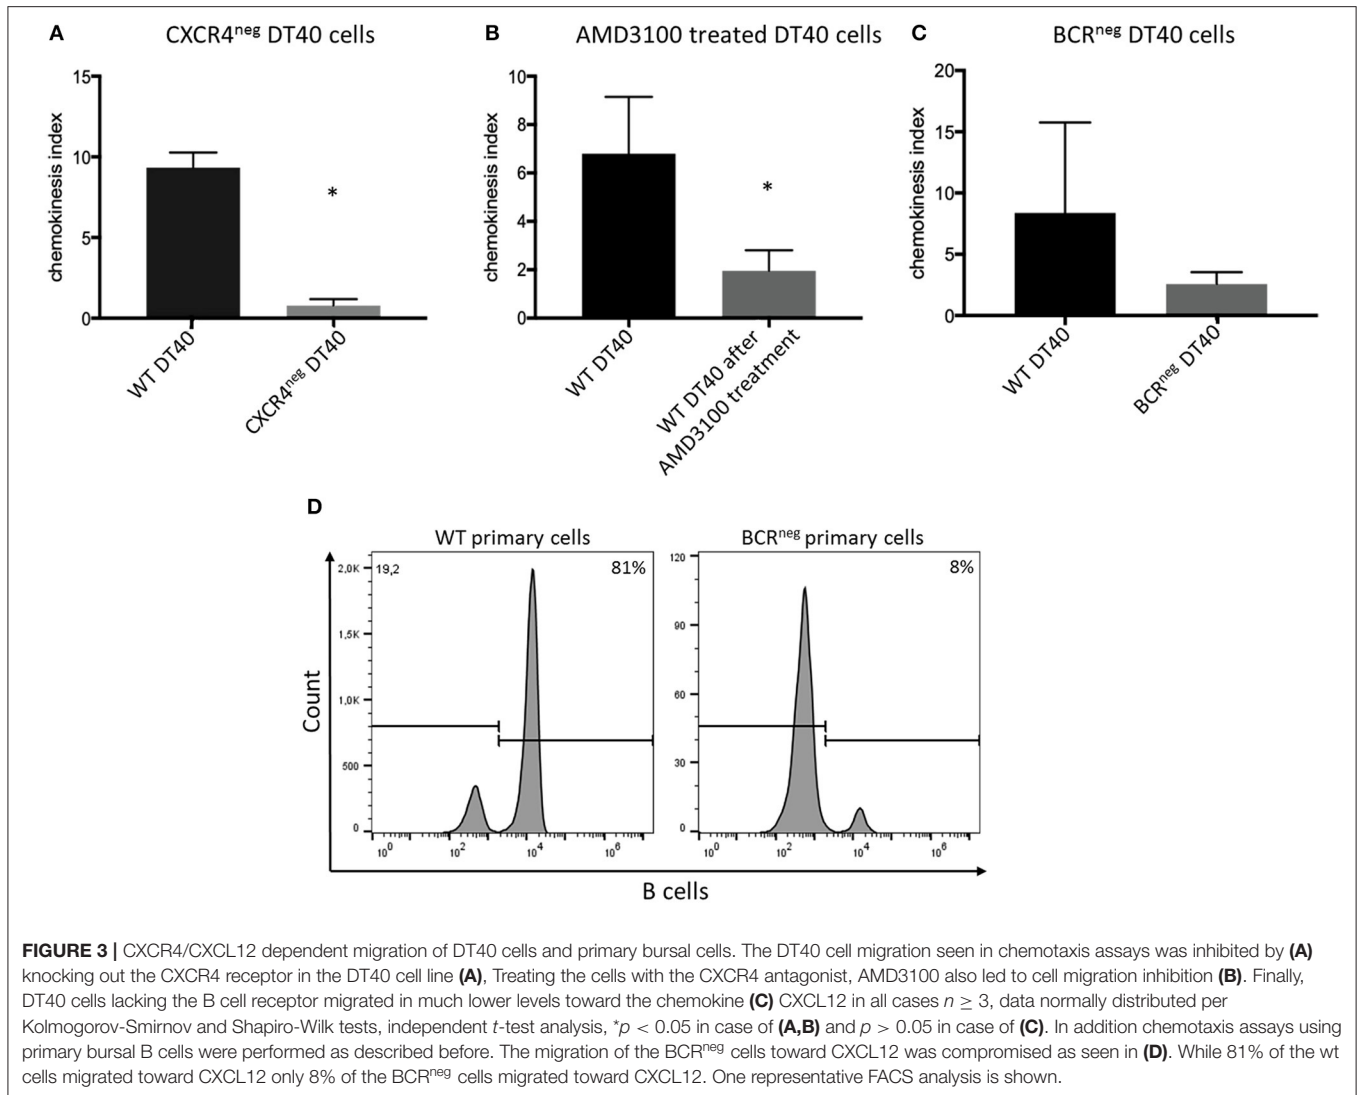 A
CXCR4neg DT40 cells
chemokinesis index
15
10
5
0
*
WT DT40
CXCR4neg DT40
B
AMD3100 treated DT40 cells
chemokinesis index
10
8
6
4
2
0
*
WT DT40
WT DT40 after
AMD3100 treatment
C
BCRneg DT40 cells
chemokinesis index
20
15
10
5
0
WT DT40
BCRneg DT40
D
WT primary cells
Count
2,0K
1,5K
1,0K
500
0
19,2
81%
10^0
10^2
10^4
10^6
BCRneg primary cells
120
90
60
30
0
8%
10^0
10^2
10^4
10^6
B cells
FIGURE 3 | CXCR4/CXCL12 dependent migration of DT40 cells and primary bursal cells. The DT40 cell migration seen in chemotaxis assays was inhibited by (A)
knocking out the CXCR4 receptor in the DT40 cell line (A), Treating the cells with the CXCR4 antagonist, AMD3100 also led to cell migration inhibition (B). Finally,
DT40 cells lacking the B cell receptor migrated in much lower levels toward the chemokine (C) CXCL12 in all cases n ≥ 3, data normally distributed per
Kolmogorov-Smirnov and Shapiro-Wilk tests, independent t-test analysis, *p < 0.05 in case of (A,B) and p > 0.05 in case of (C). In addition chemotaxis assays using
primary bursal B cells were performed as described before. The migration of the BCRneg cells toward CXCL12 was compromised as seen in (D). While 81% of the wt
cells migrated toward CXCL12 only 8% of the BCRneg cells migrated toward CXCL12. One representative FACS analysis is shown.